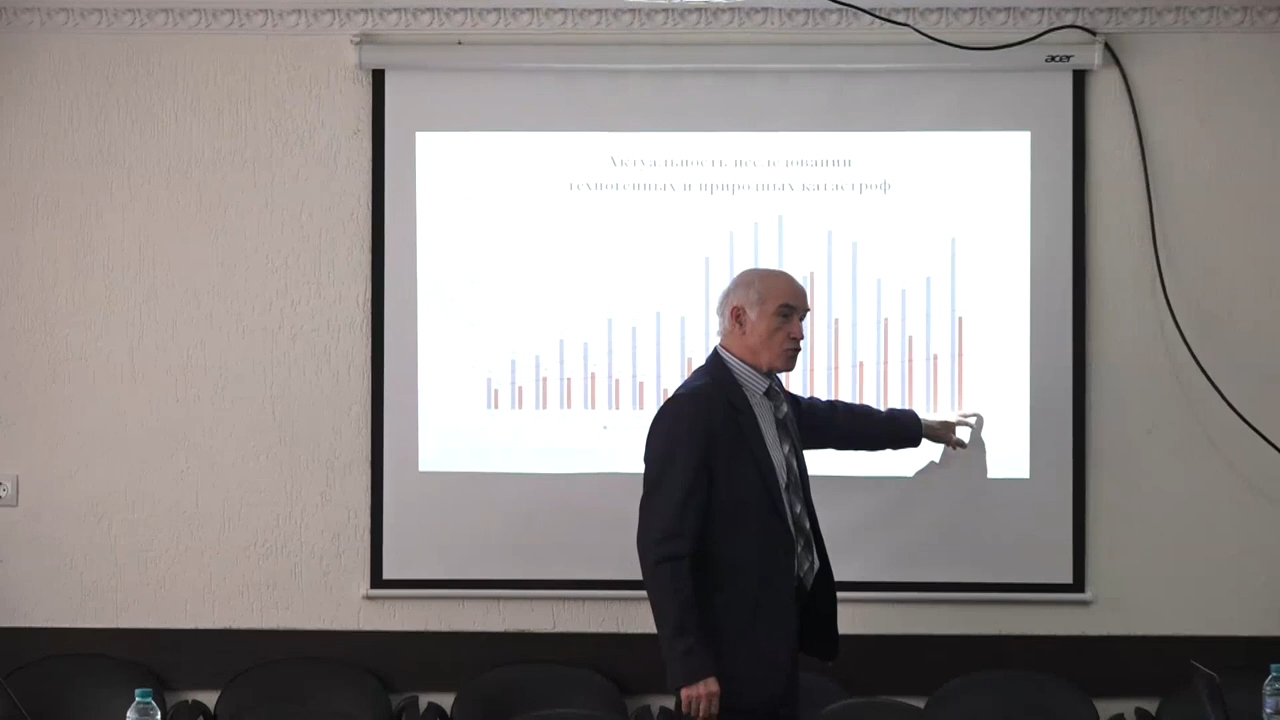 acer
Актуальность исследований
техногенных и природных катастроф